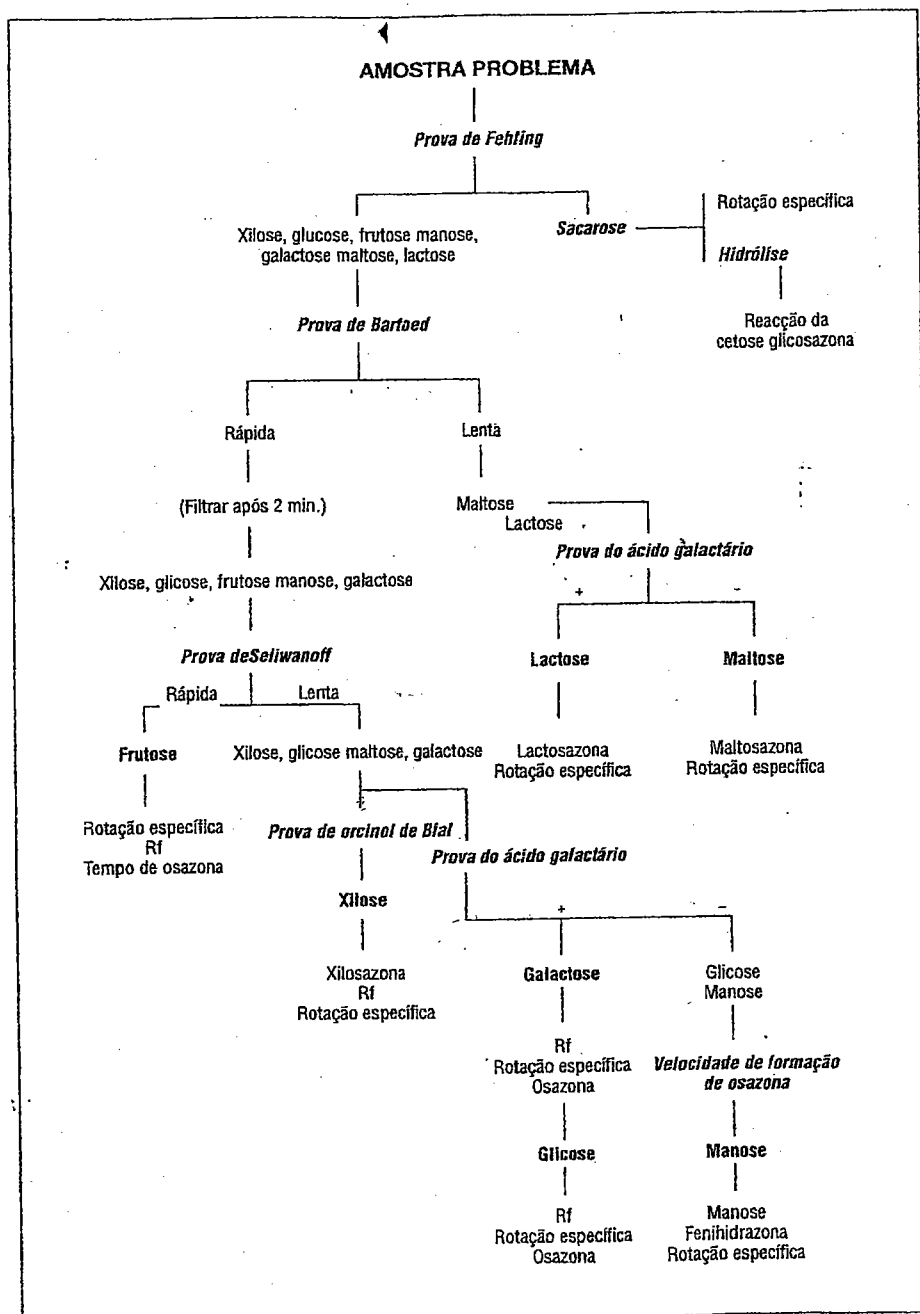 AMOSTRA PROBLEMA
Prova de Fehling
Xilose, glucose, frutose manose,
galactose maltose, lactose
Sacarose
Rotação específica
Hidrólise
Reacção da
cetose glicosazona
Prova de Barfoed
Rápida
Lenta
(Filtrar após 2 min.)
Maltose
Lactose
Prova do ácido galactário
+
−
Xilose, glicose, frutose manose, galactose
Prova deSeliwanoff
Rápida
Lenta
Lactose
Maltose
Frutose
Xilose, glicose maltose, galactose
Lactosazona
Rotação específica
Maltosazona
Rotação específica
Rotação específica
Rf
Tempo de osazona
Prova de orcinol de Bial
Prova do ácido galactário
Xilose
+
−
Xilosazona
Rf
Rotação específica
Galactose
Glicose
Manose
Rf
Rotação específica
Osazona
Velocidade de formação
de osazona
Glicose
Manose
Rf
Rotação específica
Osazona
Manose
Fenihidrazona
Rotação específica